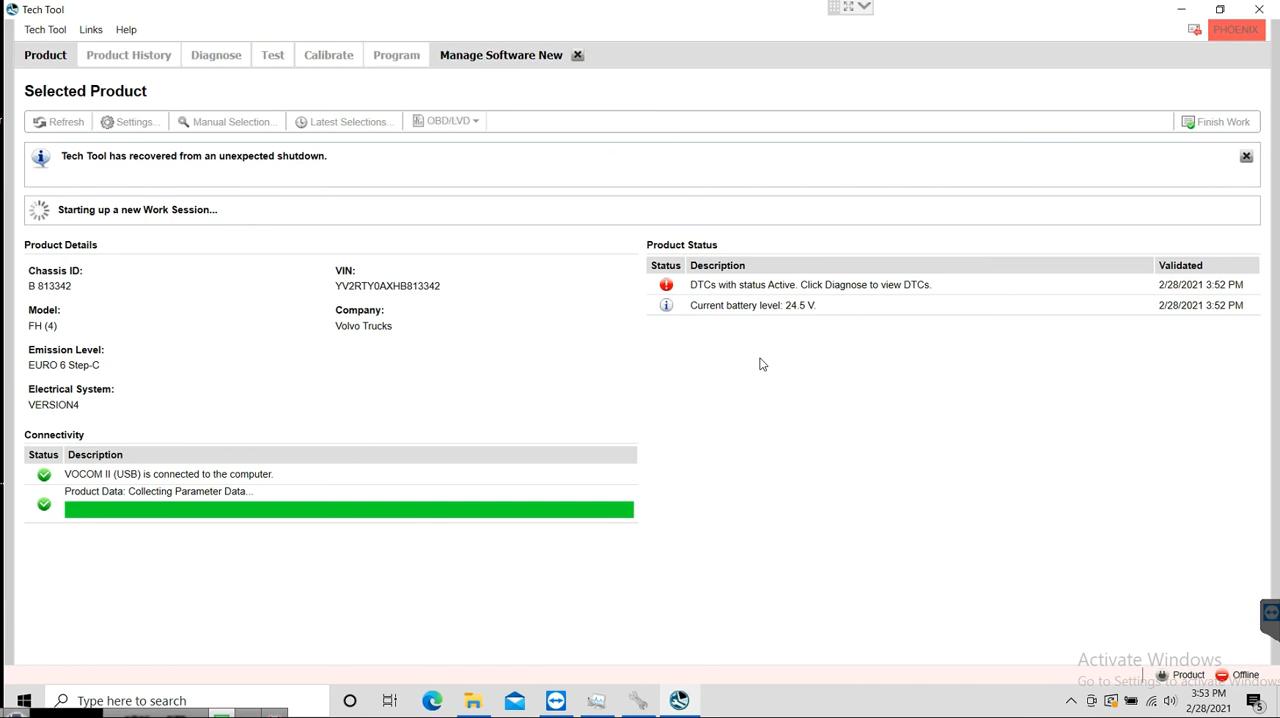 Tech Tool
Tech Tool Links Help
PHOENIX
Product Product History Diagnose Test Calibrate Program Manage Software New
Selected Product
Refresh Settings... Manual Selection... Latest Selections... OBD/LVD Finish Work
Tech Tool has recovered from an unexpected shutdown.
Starting up a new Work Session...
Product Details
Chassis ID: VIN:
B 813342 YV2RTY0AXHB813342
Model: Company:
FH (4) Volvo Trucks
Emission Level:
EURO 6 Step-C
Electrical System:
VERSION4
Connectivity
Status Description
VOCOM II (USB) is connected to the computer.
Product Data: Collecting Parameter Data...
Product Status
Status Description Validated
DTCs with status Active. Click Diagnose to view DTCs. 2/28/2021 3:52 PM
Current battery level: 24.5 V. 2/28/2021 3:52 PM
Activate Windows
Go to Settings to activate Windows
Product Offline
Type here to search
3:53 PM
2/28/2021
5